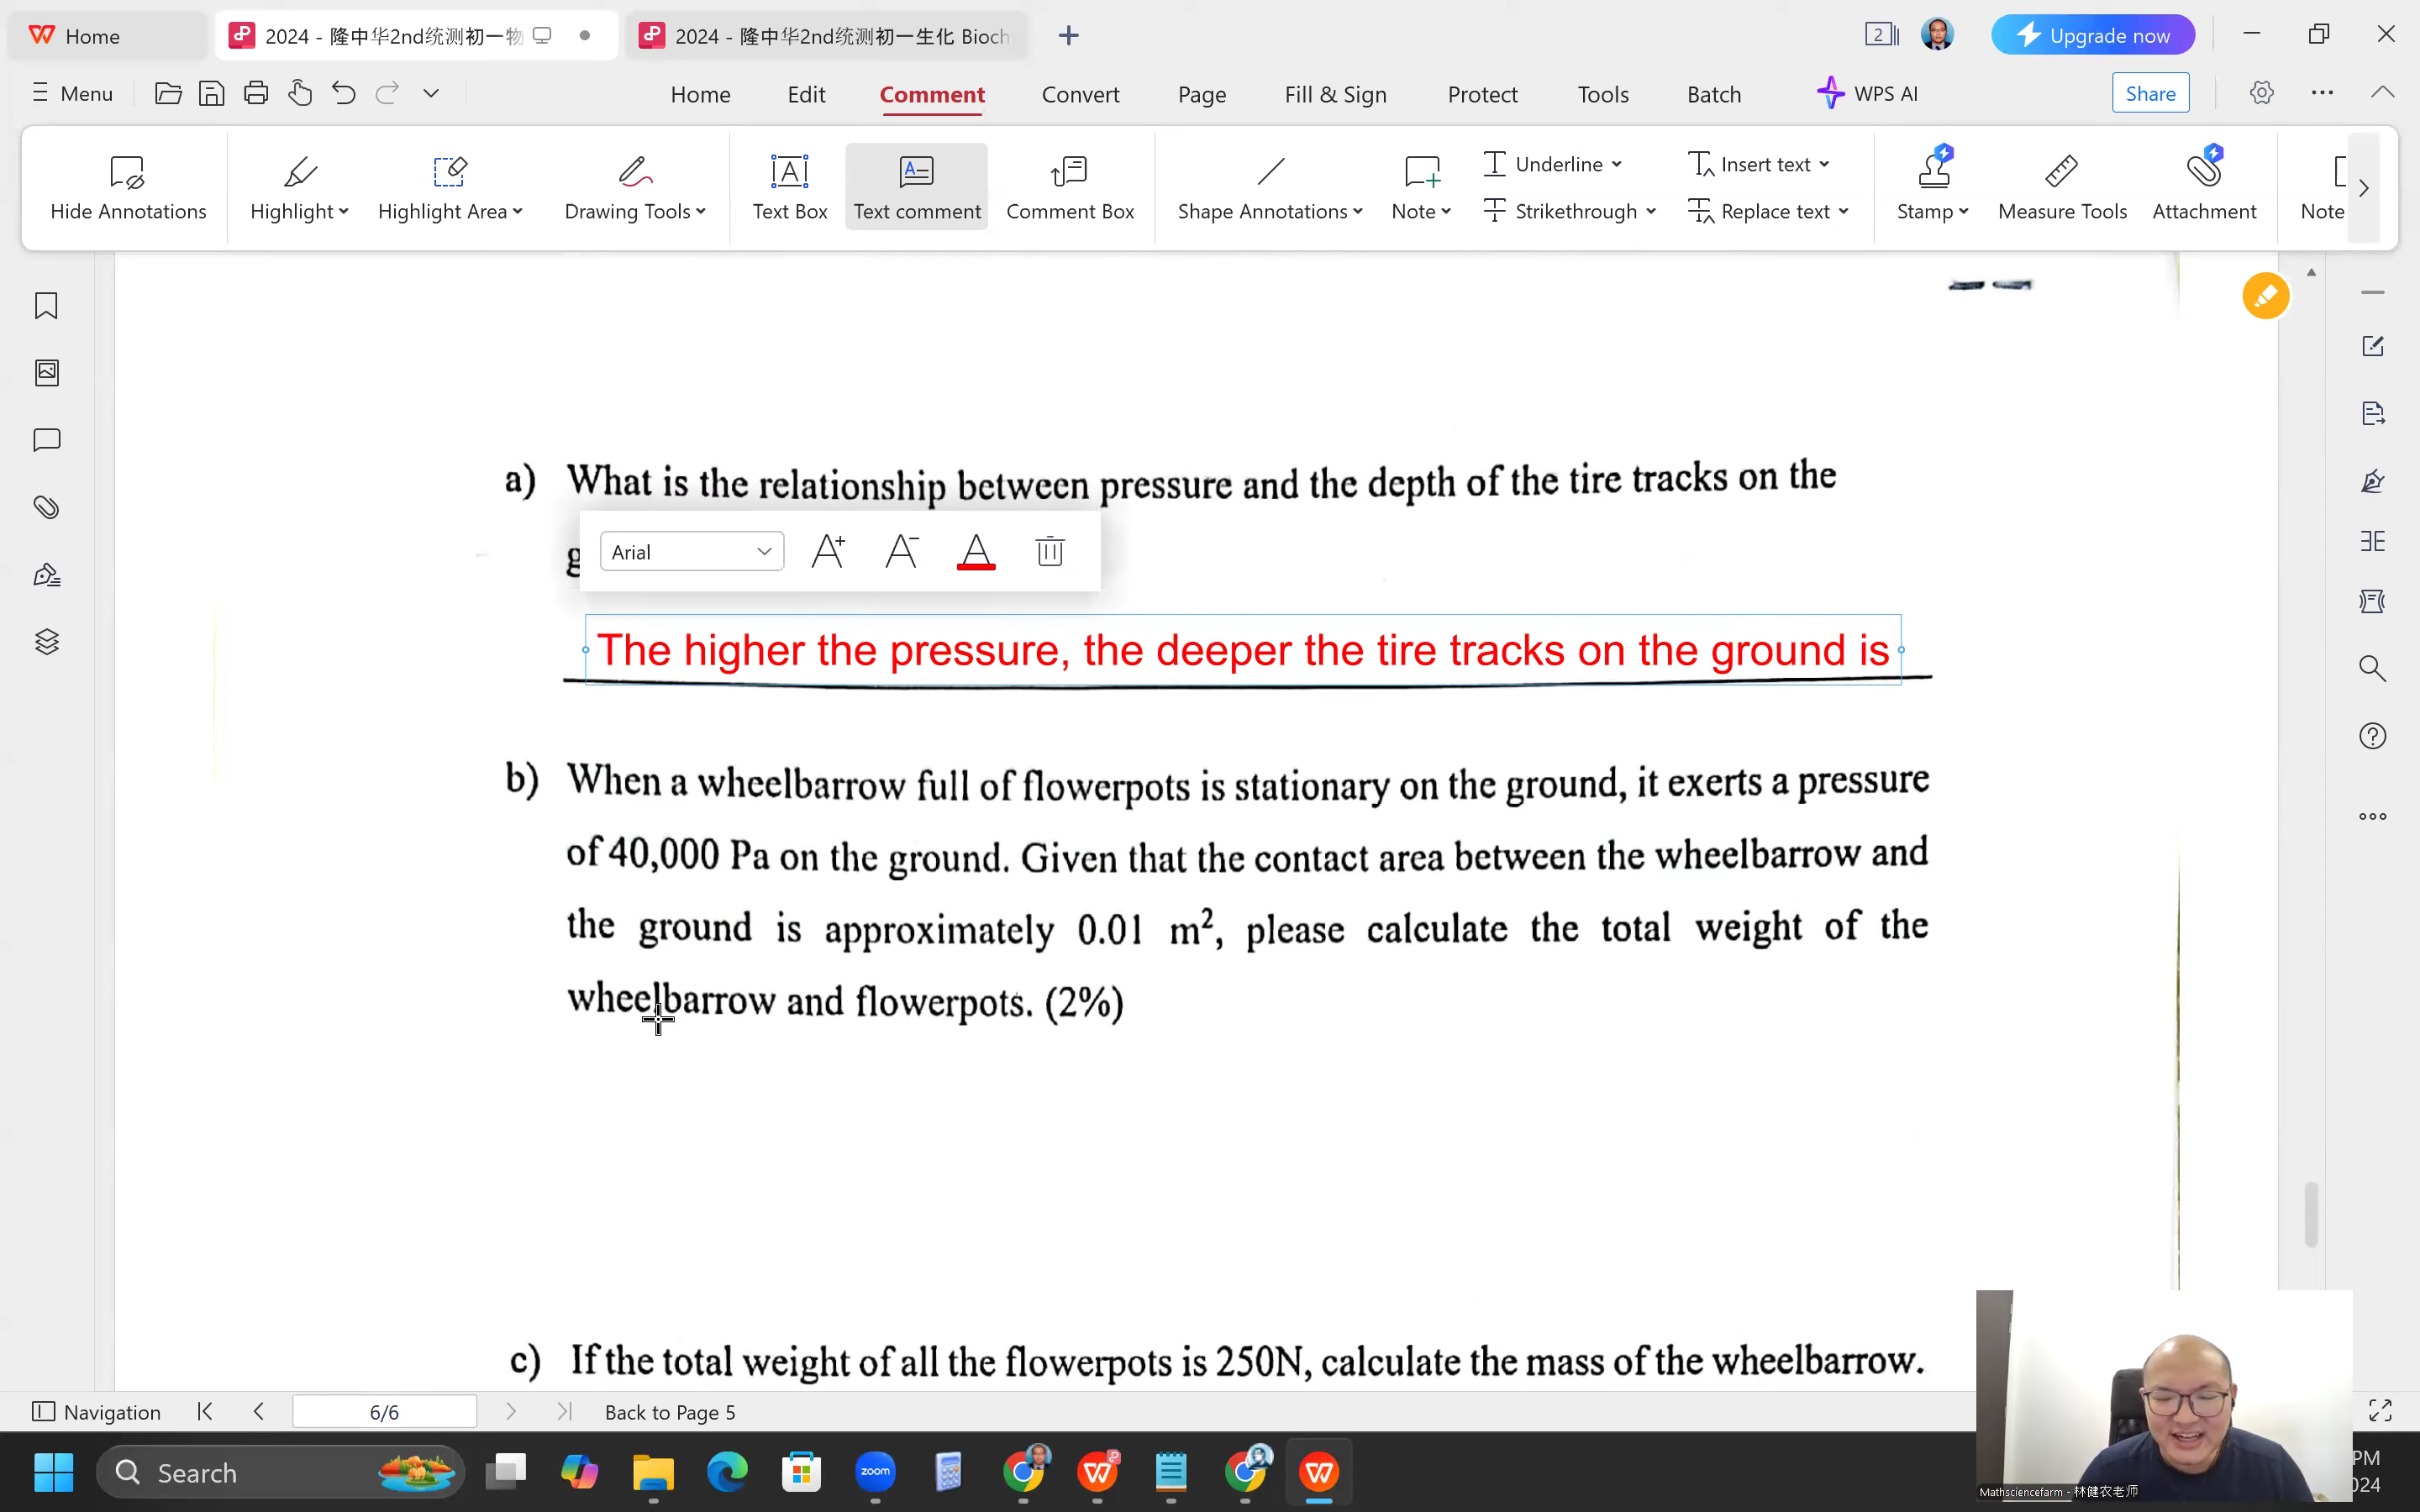 Home
2024 - 隆中华2nd统测初一物
2024 - 隆中华2nd统测初一生化 Bioch
2
Upgrade now
Menu
Home
Edit
Comment
Convert
Page
Fill & Sign
Protect
Tools
Batch
WPS AI
Share
Hide Annotations
Highlight
Highlight Area
Drawing Tools
Text Box
Text comment
Comment Box
Shape Annotations
Note
Underline
Strikethrough
Insert text
Replace text
Stamp
Measure Tools
Attachment
Note
a) What is the relationship between pressure and the depth of the tire tracks on the
g
Arial
The higher the pressure, the deeper the tire tracks on the ground is
b) When a wheelbarrow full of flowerpots is stationary on the ground, it exerts a pressure
of 40,000 Pa on the ground. Given that the contact area between the wheelbarrow and
the ground is approximately 0.01 m², please calculate the total weight of the
wheelbarrow and flowerpots. (2%)
c) If the total weight of all the flowerpots is 250N, calculate the mass of the wheelbarrow.
Navigation
6/6
Back to Page 5
Search
zoom
PM
024
Mathsciencefarm - 林健农老师